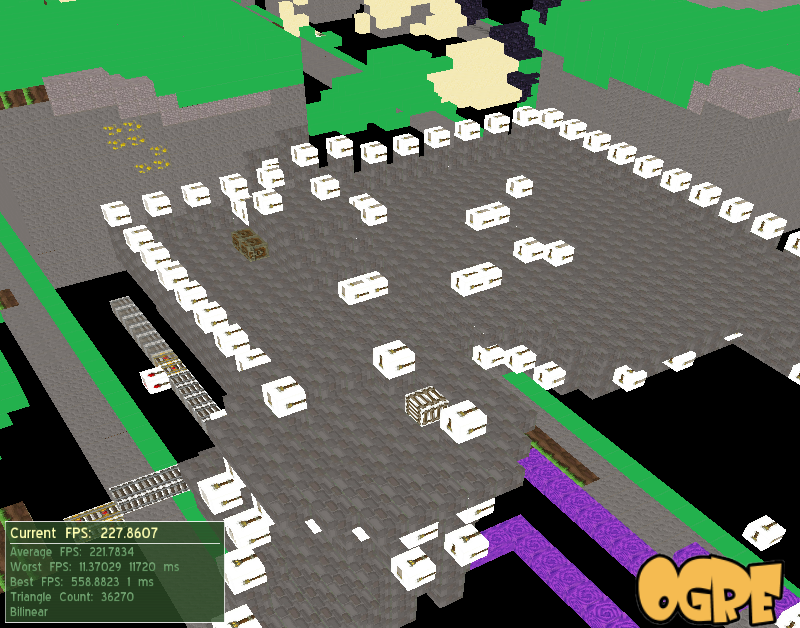 Current FPS: 227.8607
Average FPS: 221.7834
Worst FPS: 11.37029 11720 ms
Best FPS: 558.8823 1 ms
Triangle Count: 36270
Bilinear
OGRE